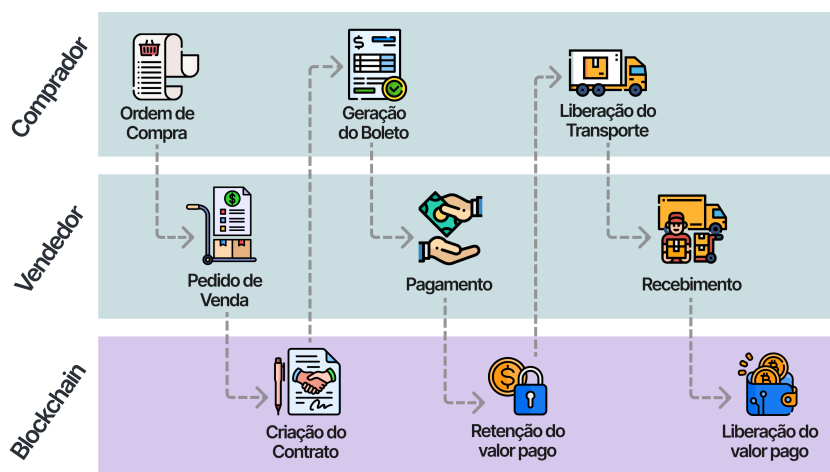 Comprador
Ordem de
Compra
Geração
do Boleto
Liberação do
Transporte
Vendedor
Pedido de
Venda
Pagamento
Recebimento
Blockchain
Criação do
Contrato
Retenção do
valor pago
Liberação do
valor pago